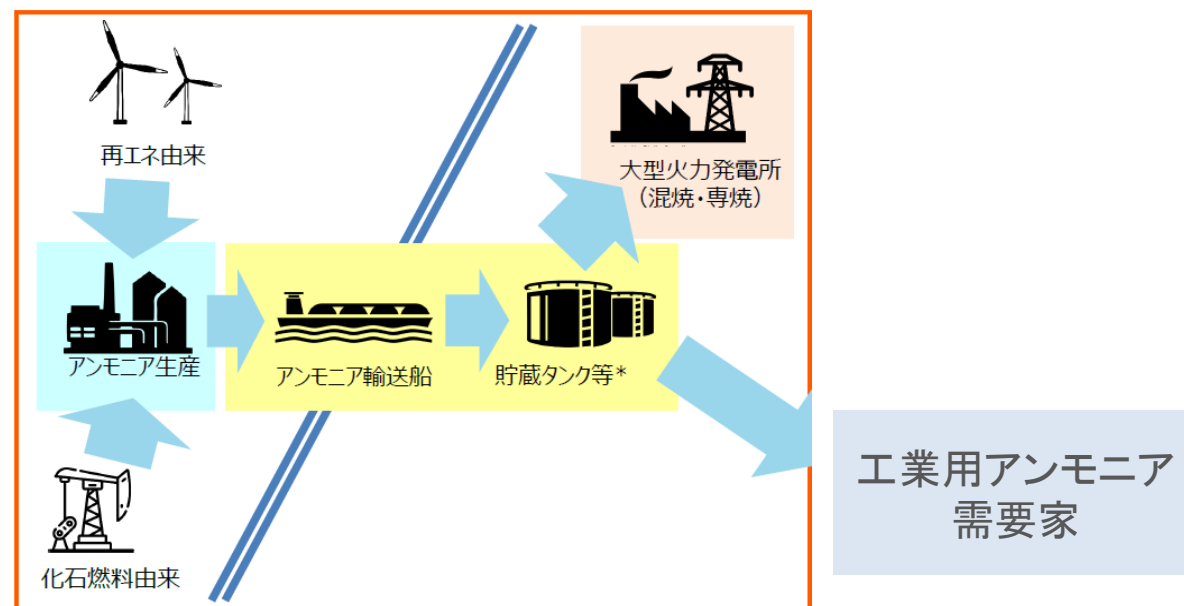 再エネ由来
大型火力発電所
（混焼・専焼）
アンモニア生産
アンモニア輸送船
貯蔵タンク等*
工業用アンモニア
需要家
化石燃料由来